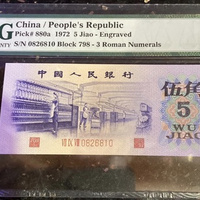 G
NTY
China / People's Republic
Pick# 880a 1972 5 Jiao - Engraved
S/N 0826810 Block 798 - 3 Roman Numerals
中国人民银行
伍角
0826810
5
WU
JIAO